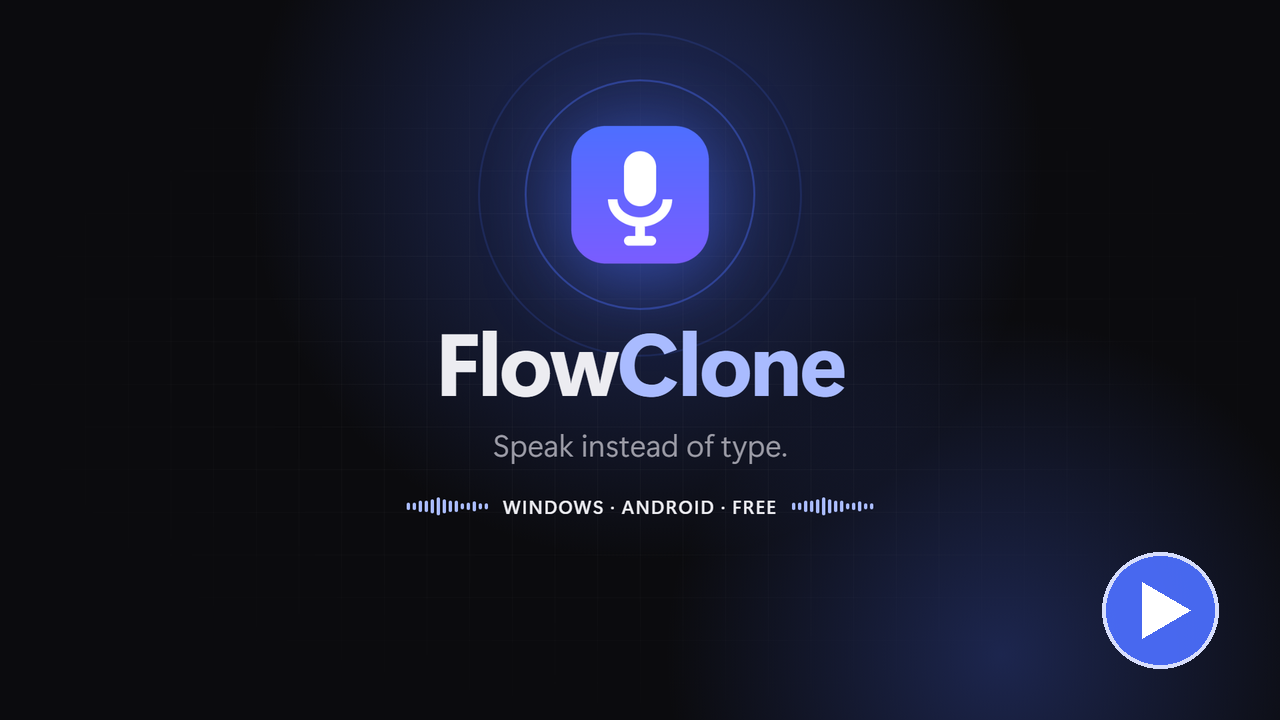 FlowClone
Speak instead of type.
WINDOWS · ANDROID · FREE